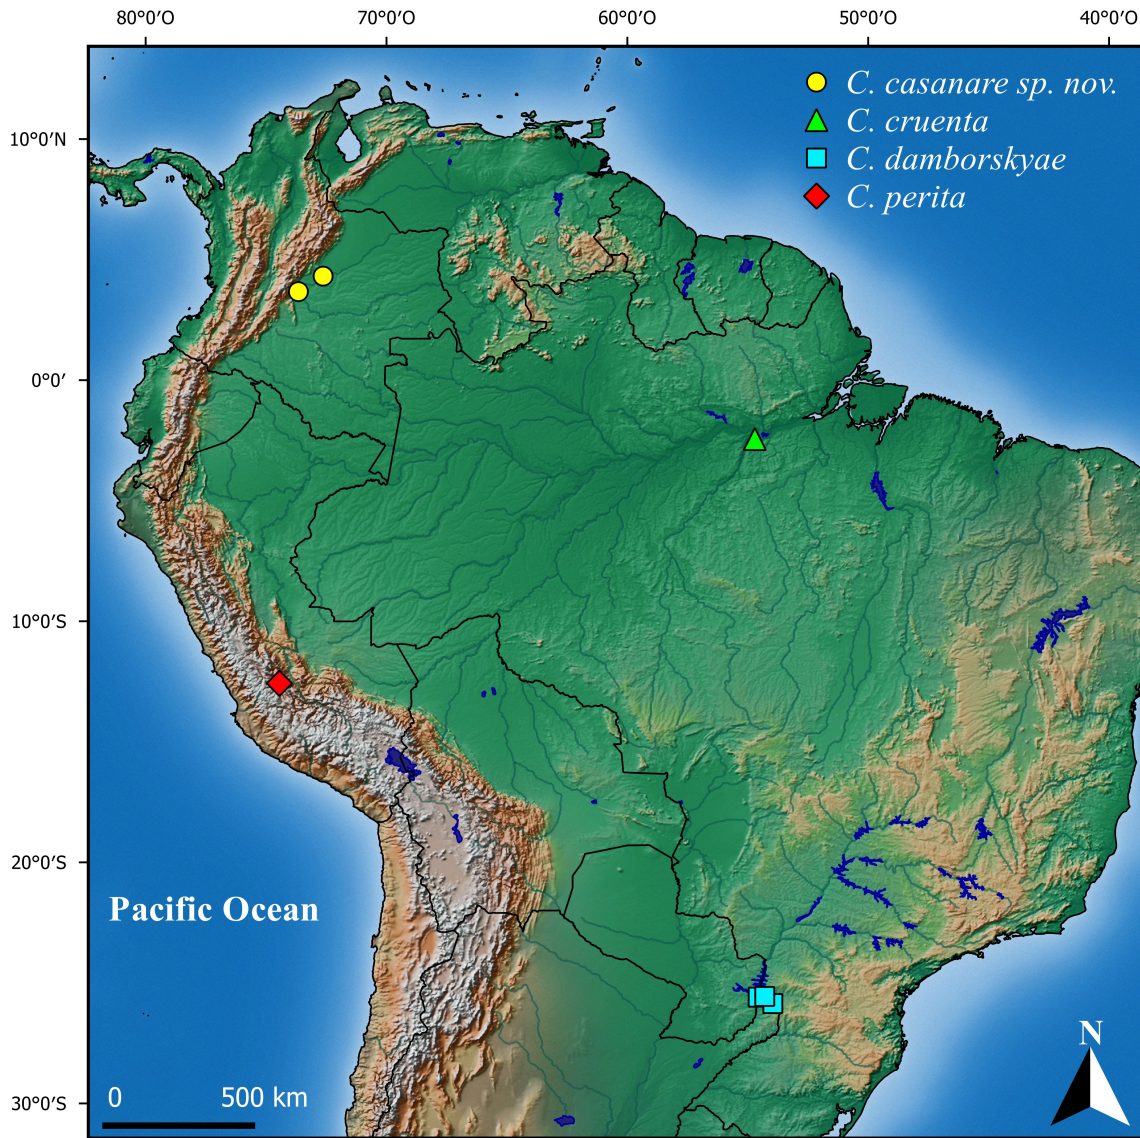 80°0'O 70°0'O 60°0'O 50°0'O 40°0'O
C. casanare sp. nov.
10°0'N
C. cruenta
C. damborskyae
C. perita
0°0'
10°0'S
20°0'S
Pacific Ocean
N
0 500 km
30°0'S